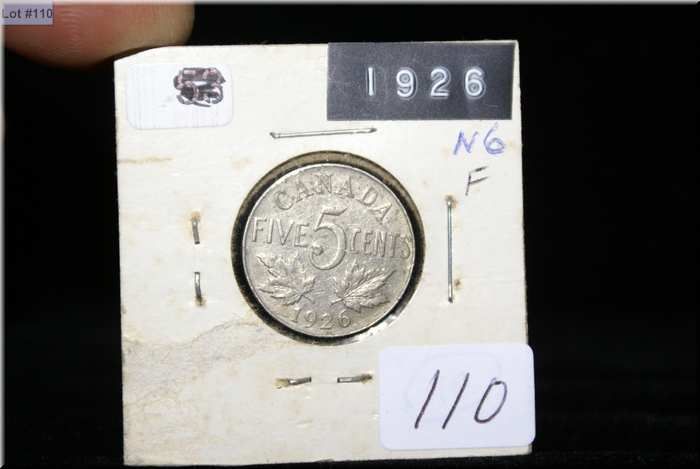 Lot #110
1926
N6
F
CANADA
FIVE 5 CENTS
1926
110